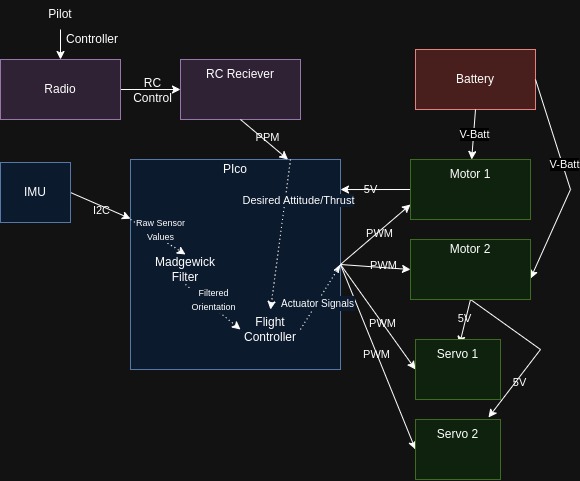 Pilot
Controller
Radio
RC
Control
RC Reciever
PPM
Battery
V-Batt
V-Batt
IMU
I2C
PIco
Desired Attitude/Thrust
5V
Motor 1
Raw Sensor
Values
Madgewick
Filter
Filtered
Orientation
Actuator Signals
Flight
Controller
PWM
PWM
PWM
PWM
Motor 2
5V
Servo 1
5V
Servo 2